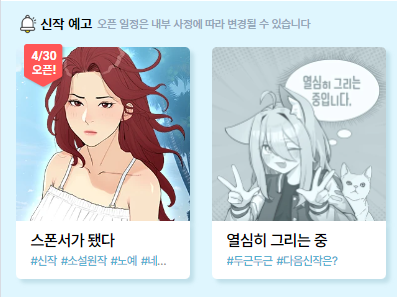 신작 예고 오픈 일정은 내부 사정에 따라 변경될 수 있습니다
4/30
오픈!
열심히 그리는
중입니다.
스폰서가 됐다
#신작 #소설원작 #노예 #네...
열심히 그리는 중
#두근두근 #다음신작은?